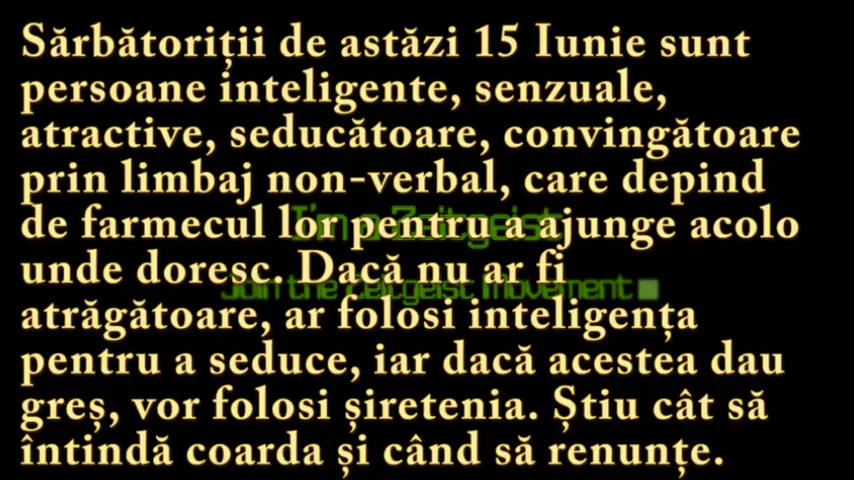 Sărbătoriții de astăzi 15 Iunie sunt
persoane inteligente, senzuale,
atractive, seducătoare, convingătoare
prin limbaj non-verbal, care depind
de farmecul lor pentru a ajunge acolo
unde doresc. Dacă nu ar fi
atrăgătoare, ar folosi inteligența
pentru a seduce, iar dacă acestea dau
greș, vor folosi șiretenia. Știu cât să
întindă coarda și când să renunțe.
I'm a Zeitgeist
Join the Zeitgeist Movement